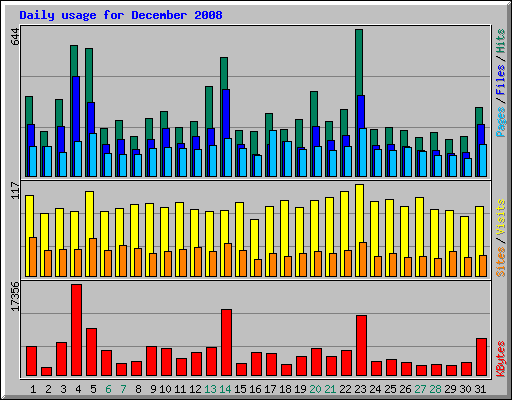 Daily usage for December 2008
644
Pages / Files / Hits
117
Sites / Visits
17356
KBytes
1 2 3 4 5 6 7 8 9 10 11 12 13 14 15 16 17 18 19 20 21 22 23 24 25 26 27 28 29 30 31